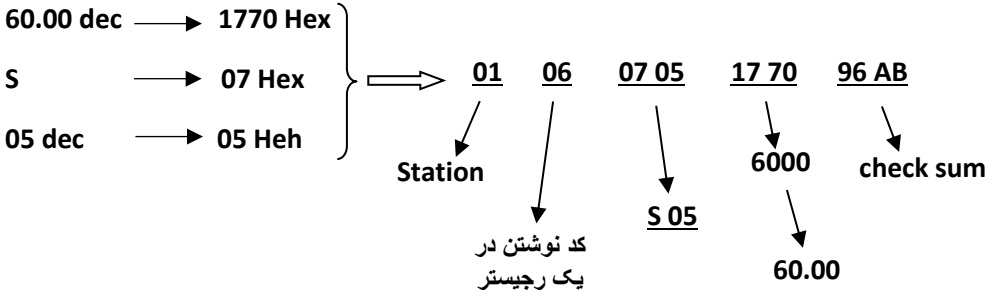 60.00 dec 1770 Hex
S 07 Hex
05 dec 05 Heh
01 06 07 05 17 70 96 AB
Station
6000
check sum
S 05
کد نوشتن در
یک رجیستر
60.00